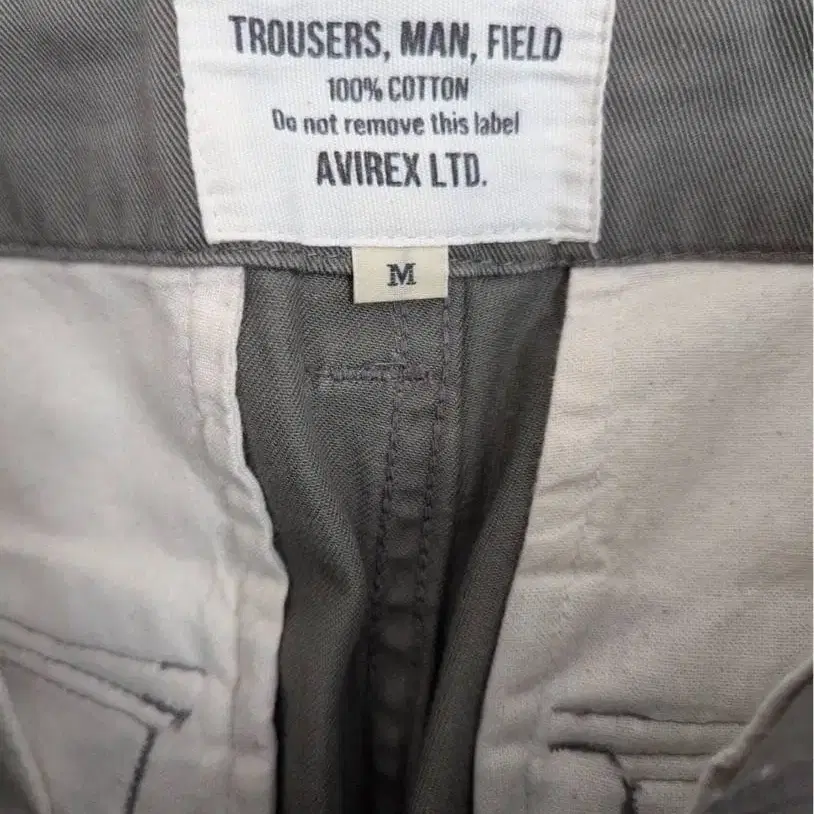 TROUSERS, MAN, FIELD
100% COTTON
Do not remove this label
AVIREX LTD.
M